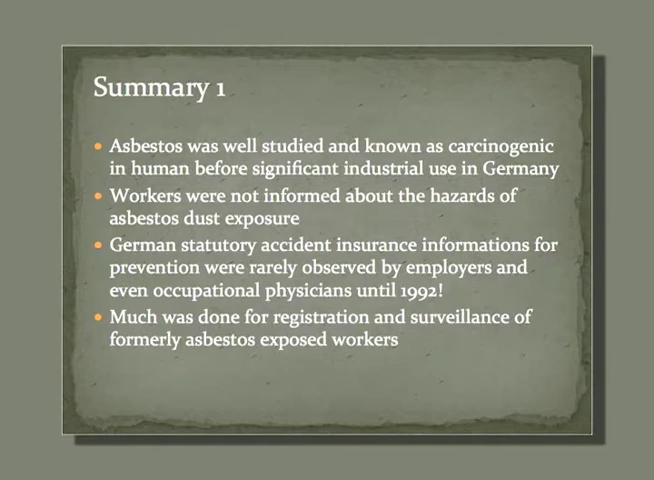 Summary 1
• Asbestos was well studied and known as carcinogenic
in human before significant industrial use in Germany
• Workers were not informed about the hazards of
asbestos dust exposure
• German statutory accident insurance informations for
prevention were rarely observed by employers and
even occupational physicians until 1992!
• Much was done for registration and surveillance of
formerly asbestos exposed workers